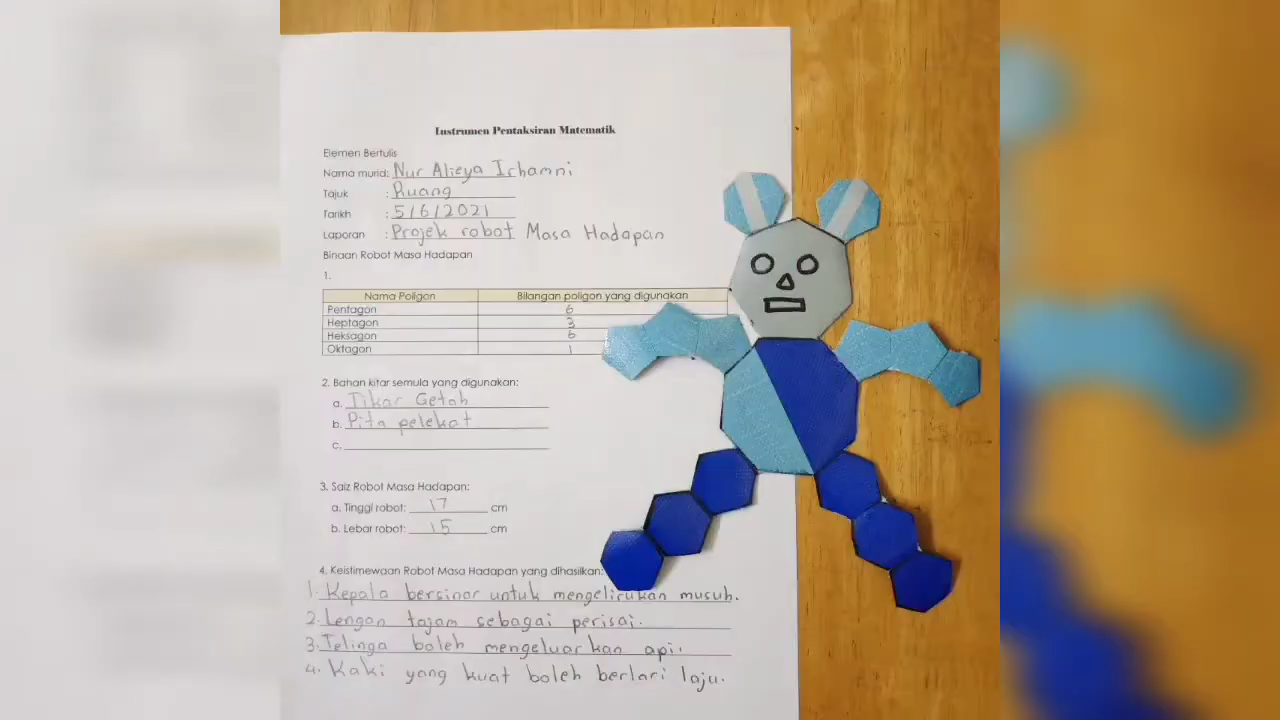 Instrumen Pentaksiran Matematik
Elemen Bertulis
Nama murid: Nur Alieya Irhamni
Tajuk : Ruang
Tarikh : 5/6/2021
Laporan : Projek robot Masa Hadapan
Binaan Robot Masa Hadapan
1.
Nama Poligon Bilangan poligon yang digunakan
Pentagon 6
Heptagon 3
Heksagon 6
Oktagon 1
2. Bahan kitar semula yang digunakan:
a. Tikar Getah
b. Pita pelekat
c.
3. Saiz Robot Masa Hadapan:
a. Tinggi robot: 17 cm
b. Lebar robot: 15 cm
4. Keistimewaan Robot Masa Hadapan yang dihasilkan:
1. Kepala bersinar untuk mengelirukan musuh.
2. Lengan tajam sebagai perisai.
3. Telinga boleh mengeluarkan api.
4. Kaki yang kuat boleh berlari laju.